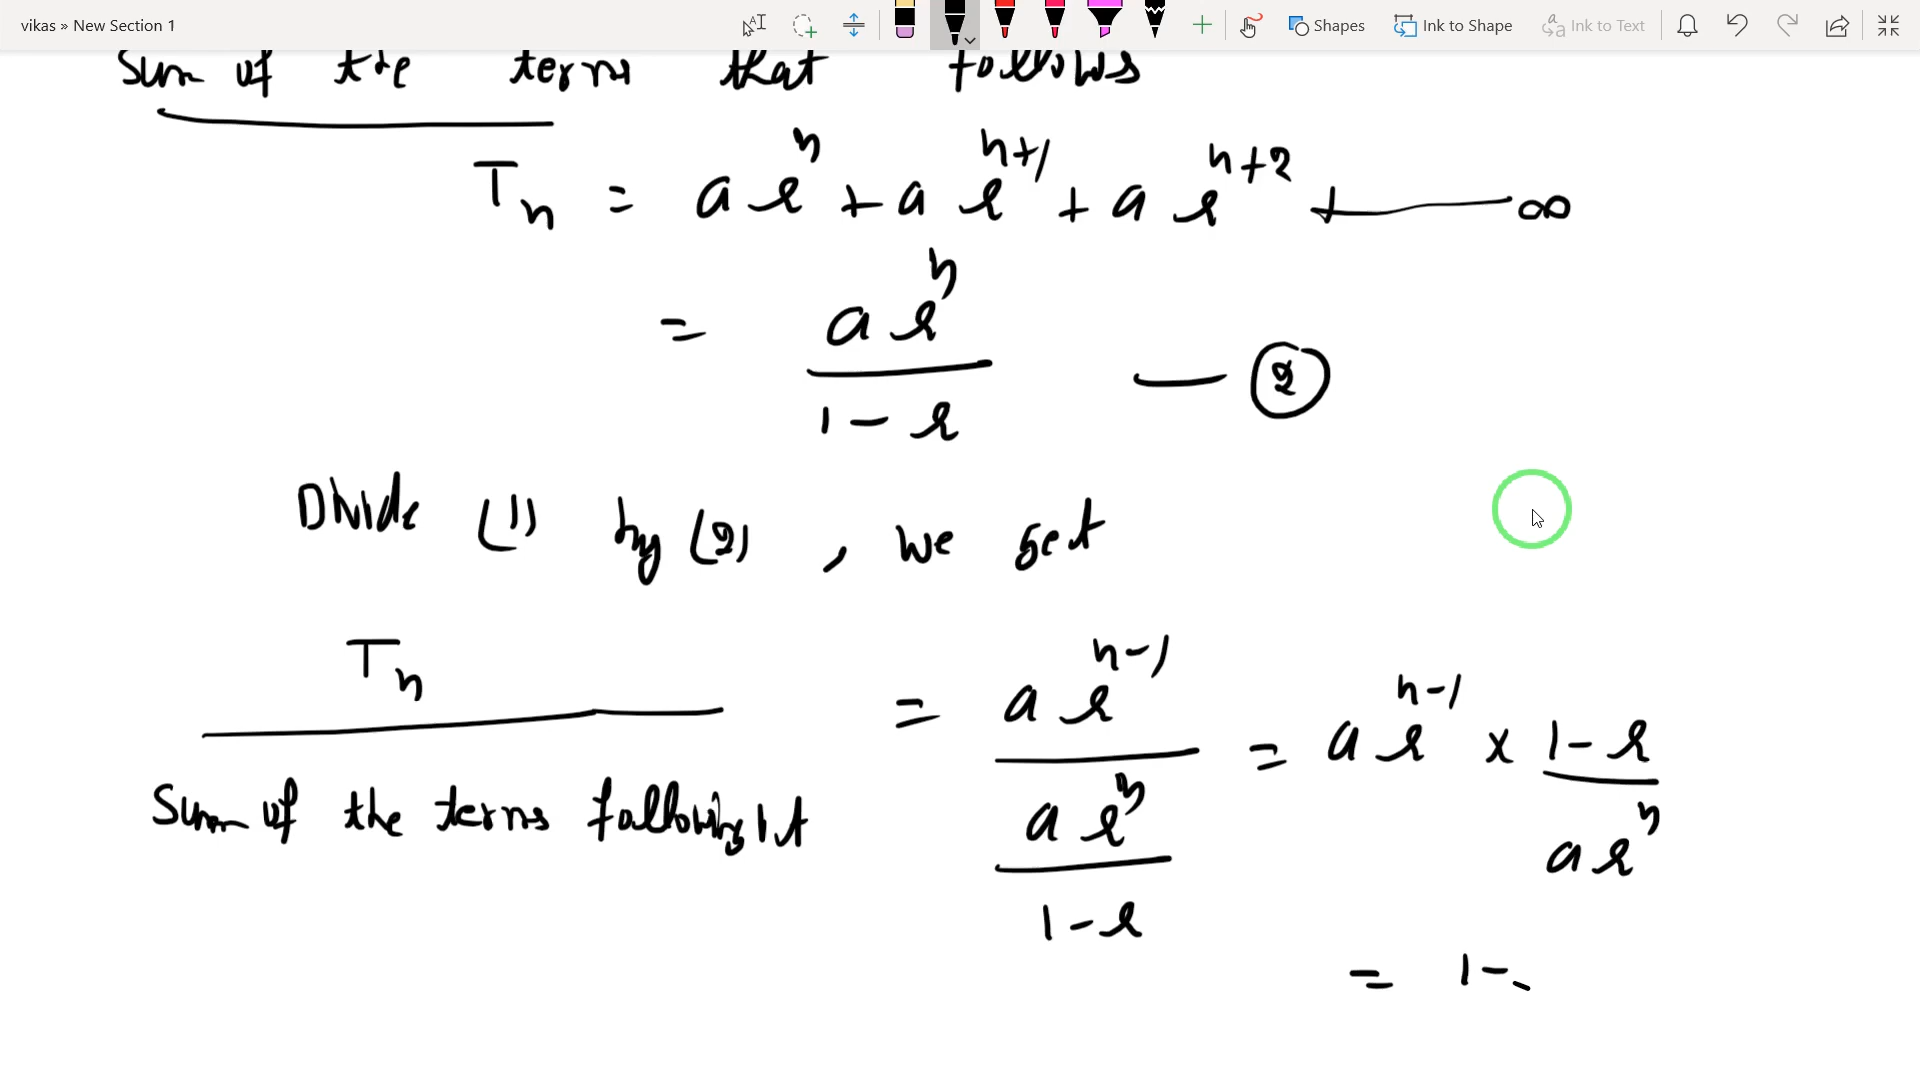 vikas » New Section 1 Shapes Ink to Shape Ink to Text
Sum of the terms that follows
Tn = ar^n + ar^(n+1) + ar^(n+2) + —— ∞
= ar^n / (1-r) — (2)
Divide (1) by (2), we get
Tn / Sum of the terms following it = ar^(n-1) / (ar^n / (1-r)) = ar^(n-1) × (1-r) / ar^n
= 1-